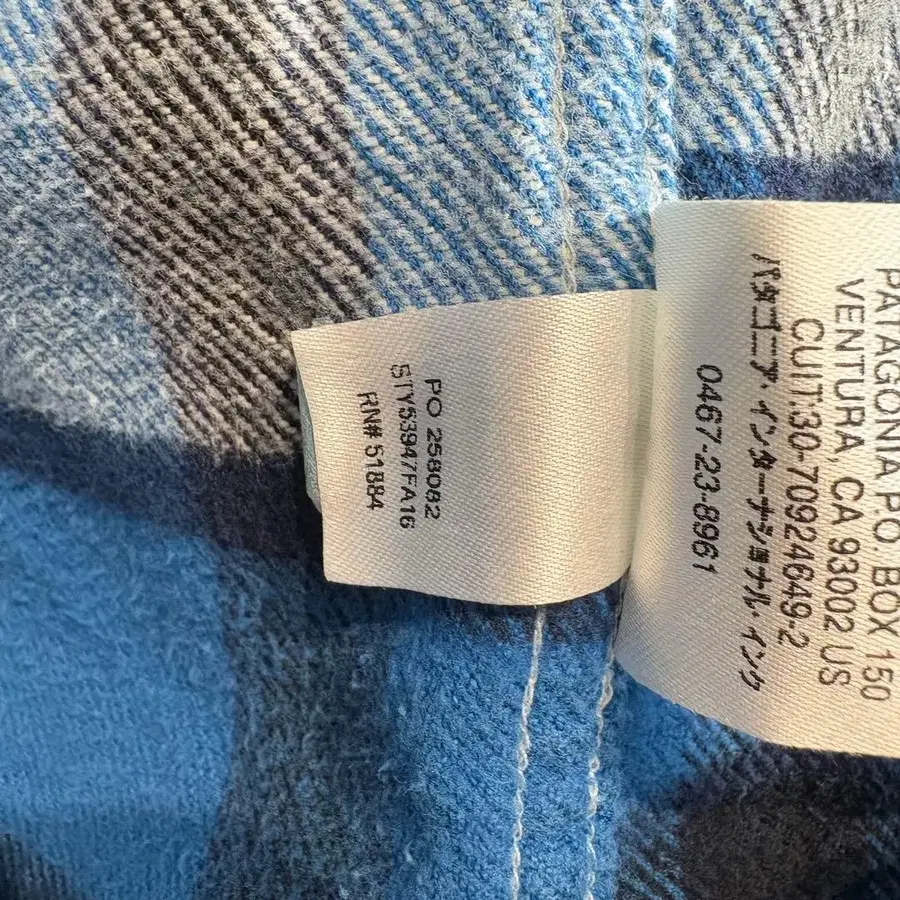 PO 258082
STY53947FA16
RN# 51884
PATAGONIA P.O. BOX 150
VENTURA, CA 93002 US
CUIT:30-70924649-2
パタゴニア･インターナショナル･インク
0467-23-8961